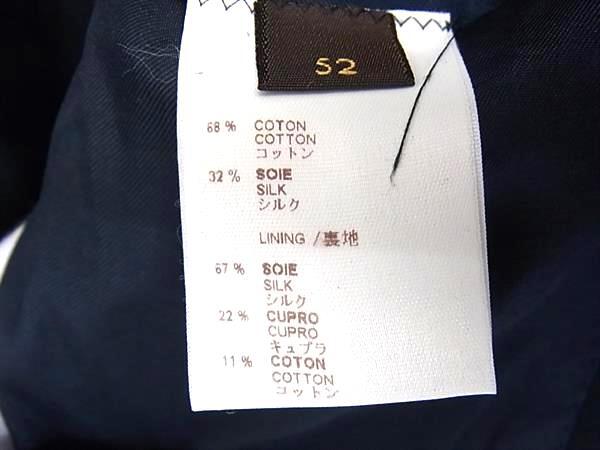 52
68 % COTON
COTTON
コットン
32 % SOIE
SILK
シルク
LINING /裏地
67 % SOIE
SILK
シルク
22 % CUPRO
CUPRO
キュプラ
11 % COTON
COTTON
コットン